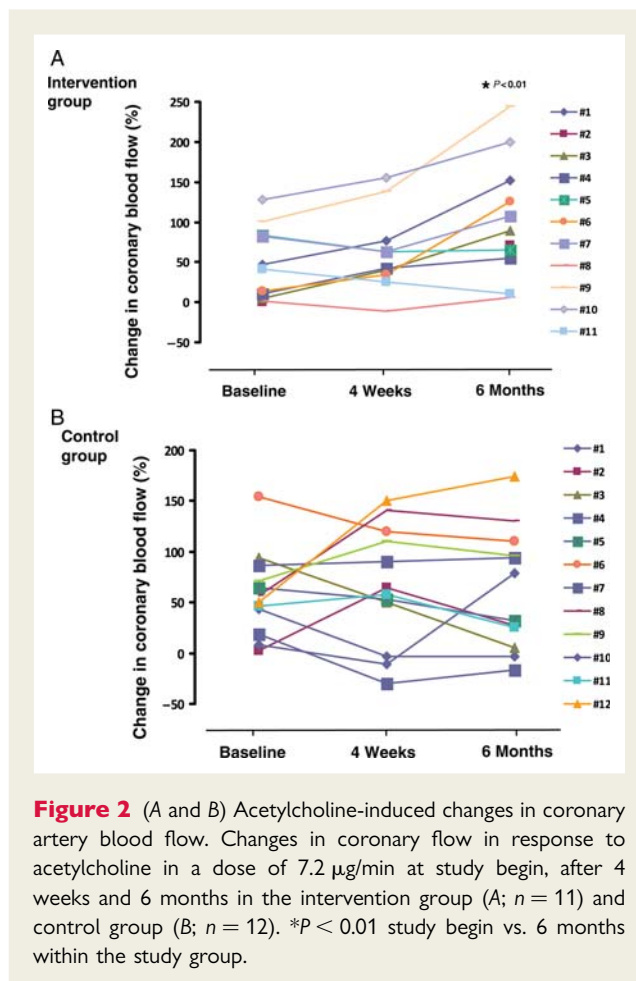 A
Intervention
group
★ P<0.01
Change in coronary blood flow (%)
250
200
150
100
50
0
−50
Baseline 4 Weeks 6 Months
#1
#2
#3
#4
#5
#6
#7
#8
#9
#10
#11
B
Control
group
Change in coronary blood flow (%)
200
150
100
50
0
−50
Baseline 4 Weeks 6 Months
#1
#2
#3
#4
#5
#6
#7
#8
#9
#10
#11
#12
Figure 2 (A and B) Acetylcholine-induced changes in coronary
artery blood flow. Changes in coronary flow in response to
acetylcholine in a dose of 7.2 μg/min at study begin, after 4
weeks and 6 months in the intervention group (A; n = 11) and
control group (B; n = 12). *P < 0.01 study begin vs. 6 months
within the study group.